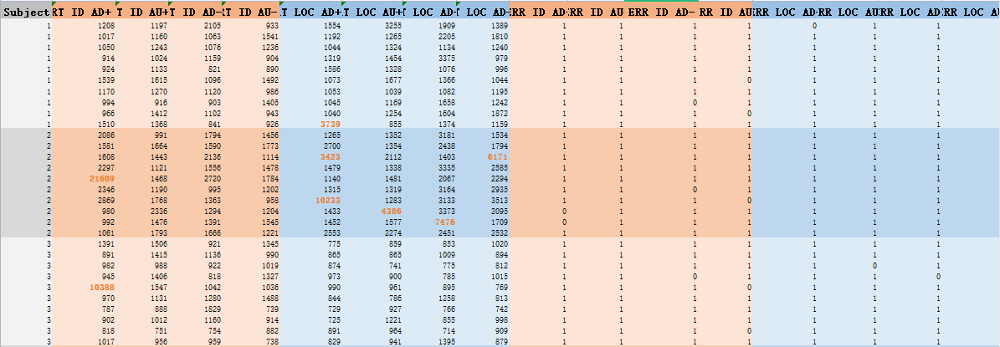 Subject RT ID AD+ T ID AU+ T ID AD- RT ID AU- T LOC AD+ T LOC AU+ T LOC AD- LOC AD- ERR ID AD RR ID AU ERR ID AD- RR ID AU RR LOC AD RR LOC AU RR LOC AD RR LOC AU
1 1208 1197 2105 933 1554 3255 1909 1389 1 1 1 1 0 1 1
1 1017 1160 1063 1541 1192 1265 2205 1810 1 1 1 1 1 1 1
1 1050 1243 1076 1236 1044 1324 1134 1240 1 1 1 1 1 1 1
1 914 1024 1159 904 1319 1454 3375 979 1 1 1 1 1 1 1
1 924 1133 821 890 1586 1328 1076 996 1 1 1 1 1 1 1
1 1539 1615 1096 1492 1073 1677 1366 1044 1 1 1 0 1 1 1
1 1170 1270 1120 986 1053 1039 1082 1195 1 1 1 1 1 1 1
1 994 916 903 1405 1045 1169 1658 1242 1 1 0 1 1 1 1
1 966 1412 1102 943 1040 1254 1604 1872 1 1 1 0 1 1 1
1 1510 1368 841 926 3739 855 1374 1159 1 1 1 1 1 1 1
2 2086 991 1794 1456 1265 1352 3181 1534 1 1 1 1 1 1 1
2 1581 1664 1590 1773 2700 1354 2438 1794 1 1 1 1 1 1 1
2 1608 1443 2136 1114 3423 2112 1403 6171 1 1 1 1 1 1 1
2 2297 1121 1556 1478 1479 1338 3335 2585 1 1 1 1 1 1 1
2 21609 1468 2720 1784 1140 1481 2067 2294 1 1 1 1 1 1 1
2 2346 1190 995 1202 1315 1319 3164 2935 1 1 0 1 1 1 1
2 2869 1768 1363 958 10233 1283 3133 3513 1 1 1 0 1 1 1
2 980 2336 1294 1204 1433 4386 3373 2095 0 1 1 1 1 1 1
2 992 1476 1391 1545 1452 1577 7476 1709 0 1 1 1 1 1 1
2 1061 1793 1666 1221 2553 2274 2451 2532 1 1 1 1 1 1 1
3 1391 1506 921 1345 775 859 853 1020 1 1 1 1 1 1 1
3 891 1415 1136 990 865 865 1009 894 1 1 1 1 1 1 1
3 982 988 922 1019 874 741 775 812 1 1 1 1 1 0 1
3 945 1406 818 1327 973 900 785 1015 1 1 0 1 1 1 0
3 10388 1547 1042 1036 990 961 895 769 1 1 1 0 1 1 1
3 970 1131 1280 1488 844 786 1258 813 1 1 1 1 1 1 1
3 787 888 1829 739 729 927 766 742 1 1 1 1 1 1 1
3 902 1012 1160 914 725 1221 855 998 1 1 1 1 1 1 1
3 818 751 754 882 891 964 714 909 1 1 1 0 1 1 1
3 1017 956 959 738 829 941 1395 879 1 1 1 1 1 1 1